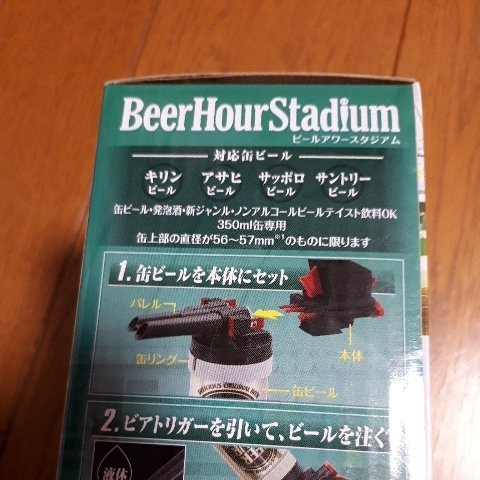 BeerHourStadium
ビールアワースタジアム
対応缶ビール
キリン アサヒ サッポロ サントリー
ビール ビール ビール ビール
缶ビール・発泡酒・新ジャンル・ノンアルコールビールテイスト飲料OK
350ml缶専用
缶上部の直径が56〜57mm※1のものに限ります
1. 缶ビールを本体にセット
バレル
缶リング
本体
缶ビール
DELICIOUS ORIGINAL BEER
2. ビアトリガーを引いて、ビールを注ぐ
液体